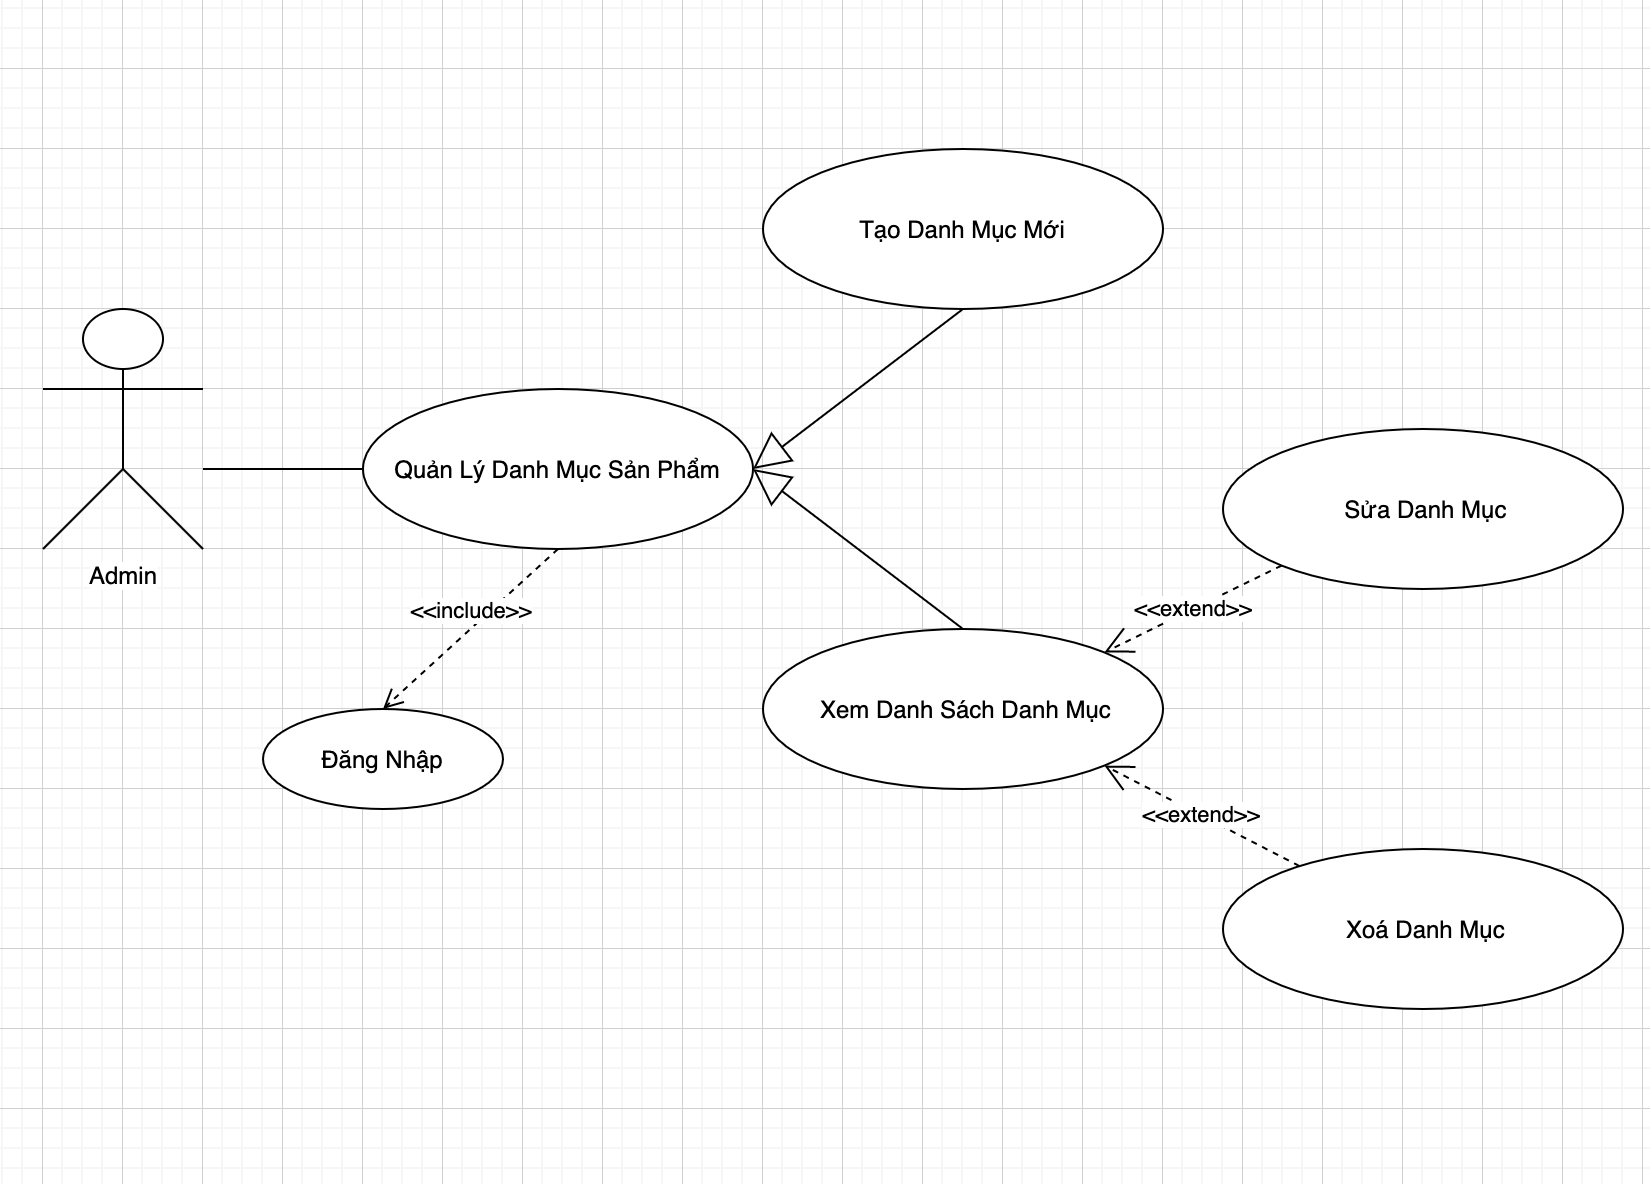 Tạo Danh Mục Mới
Quản Lý Danh Mục Sản Phẩm
Sửa Danh Mục
Admin
<<include>>
<<extend>>
Xem Danh Sách Danh Mục
Đăng Nhập
<<extend>>
Xoá Danh Mục